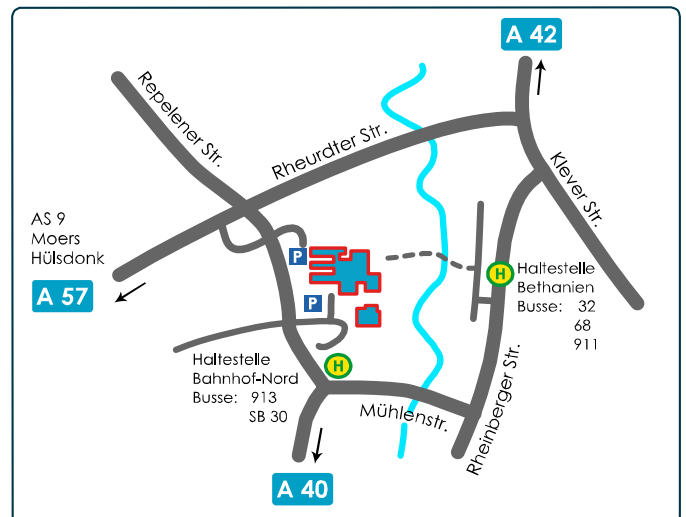 A 42
Repelener Str.
Rheurdter Str.
Klever Str.
AS 9
Moers
Hülsdonk
A 57
P
P
H
Haltestelle
Bethanien
Busse: 32
68
911
Haltestelle
Bahnhof-Nord
Busse: 913
SB 30
H
Mühlenstr.
Rheinberger Str.
A 40